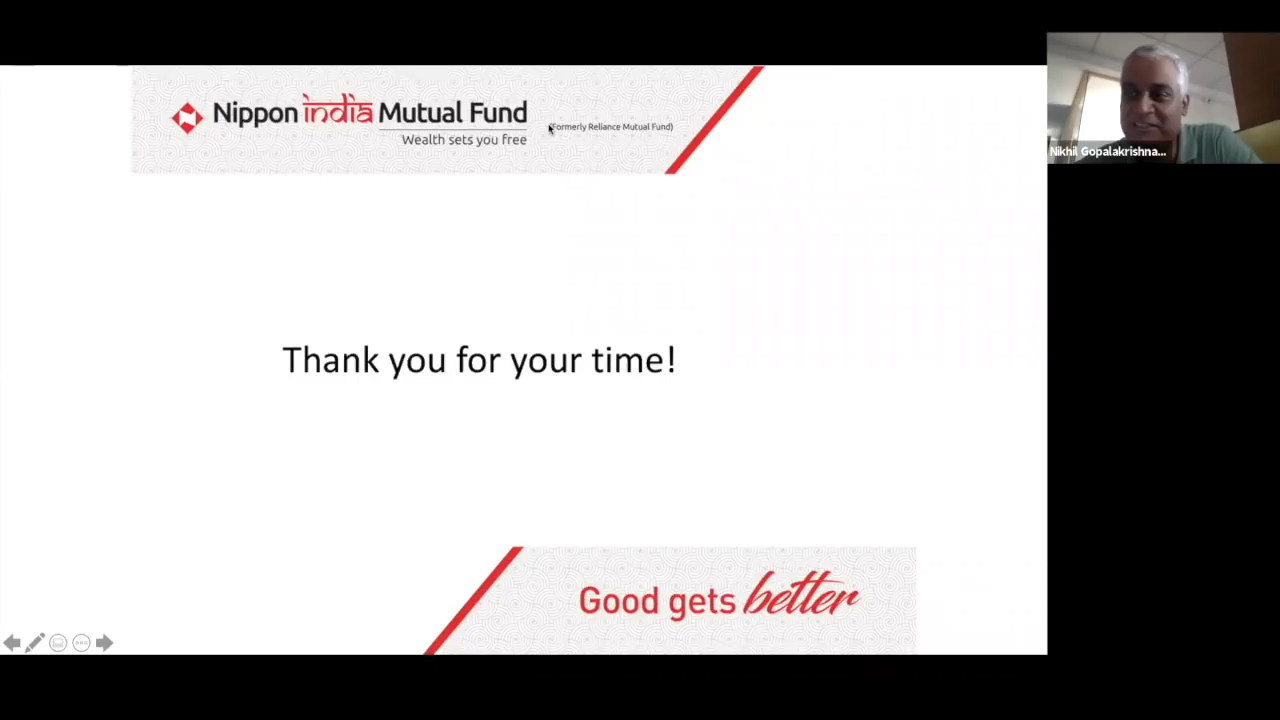 Nippon india Mutual Fund
Wealth sets you free
(Formerly Reliance Mutual Fund)
Nikhil Gopalakrishna...
Thank you for your time!
Good gets better